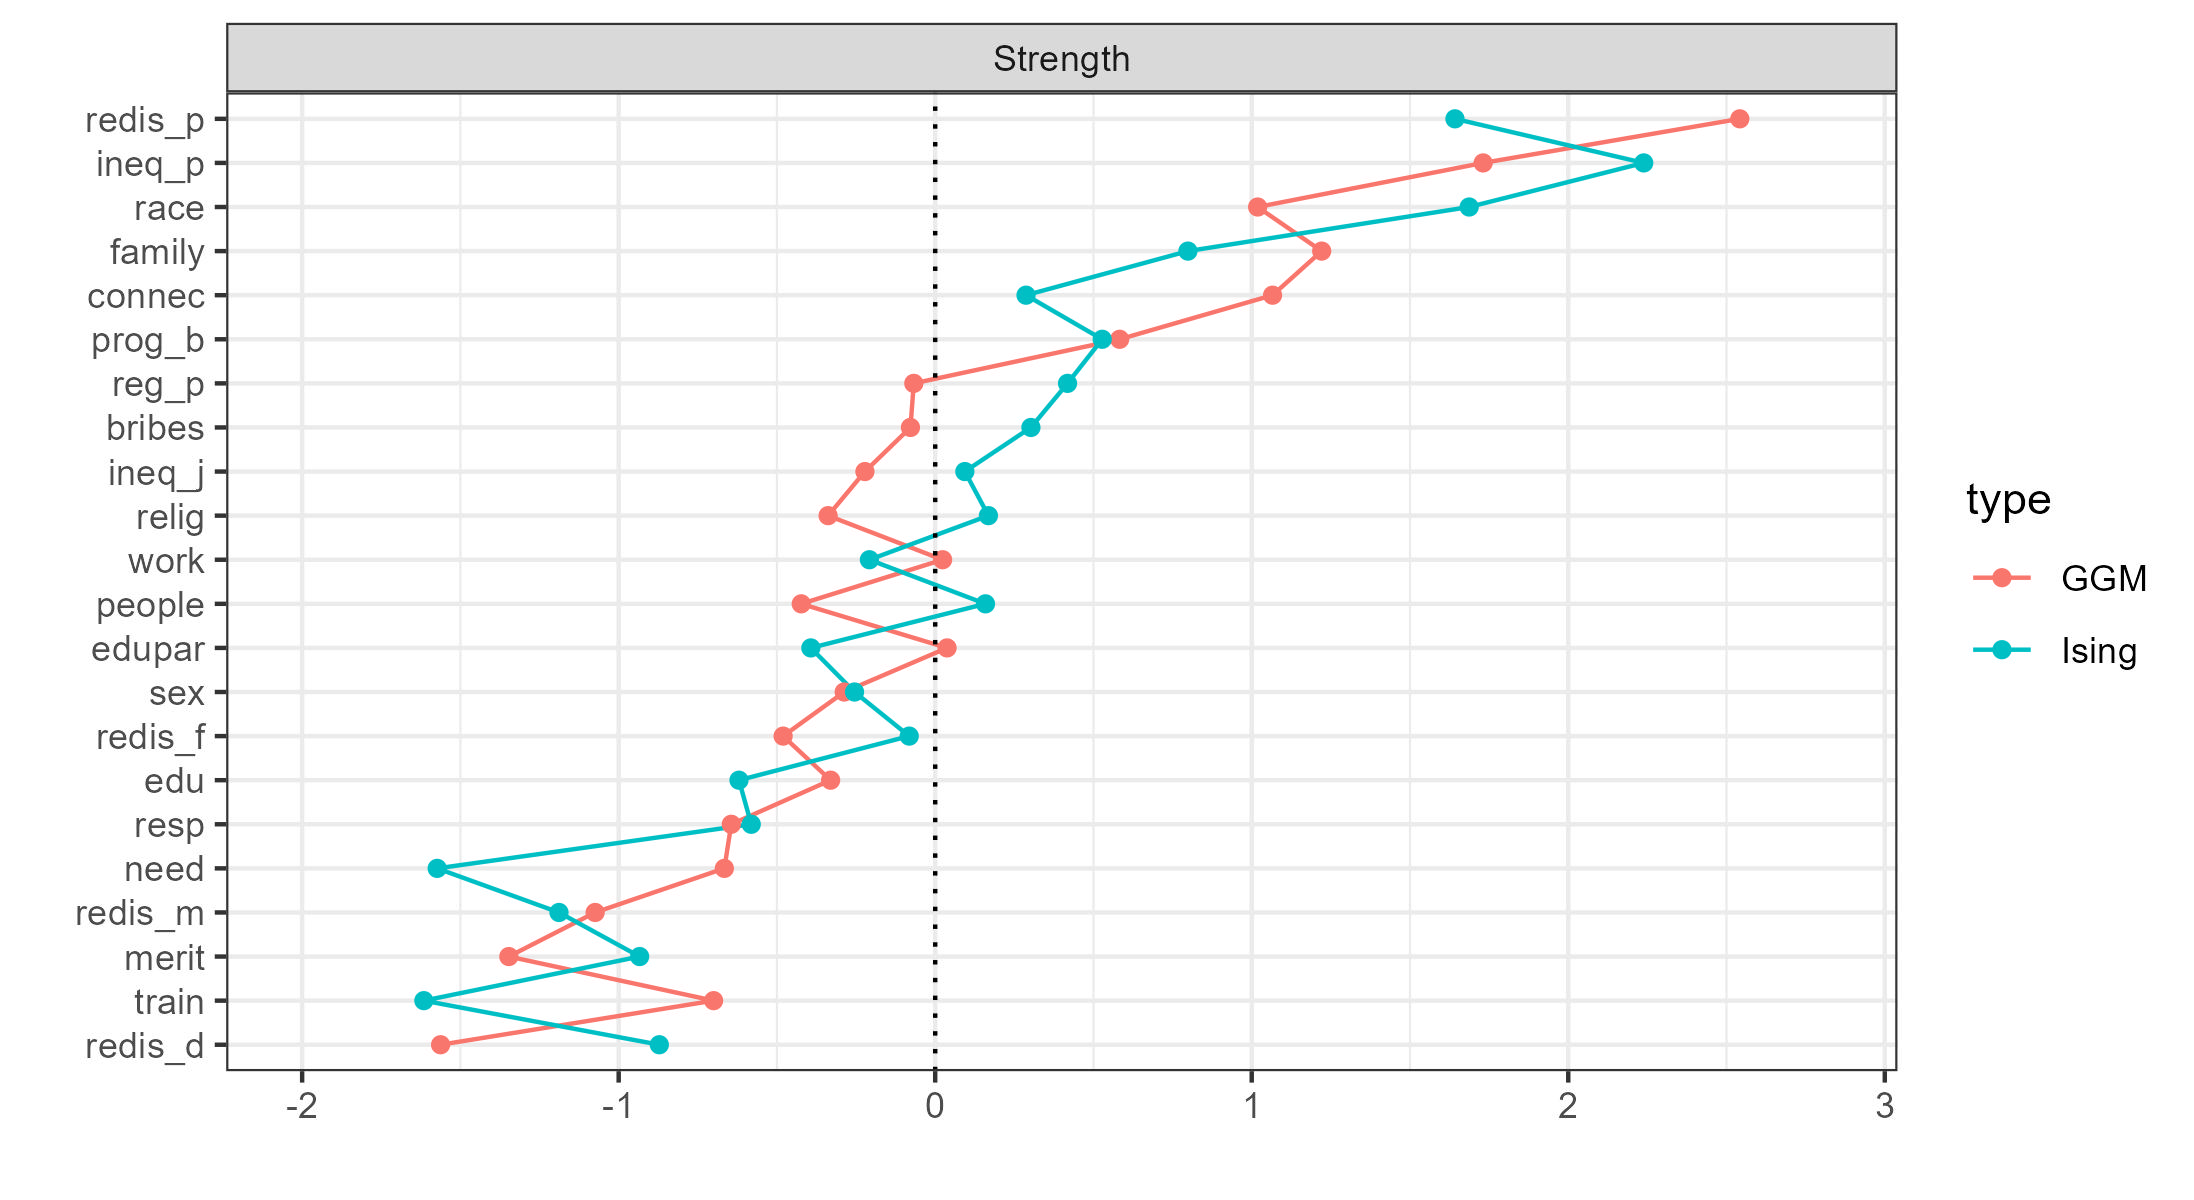 Strength
redis_p
ineq_p
race
family
connec
prog_b
reg_p
bribes
ineq_j
relig
work
people
edupar
sex
redis_f
edu
resp
need
redis_m
merit
train
redis_d
-2 -1 0 1 2 3
type
GGM
Ising